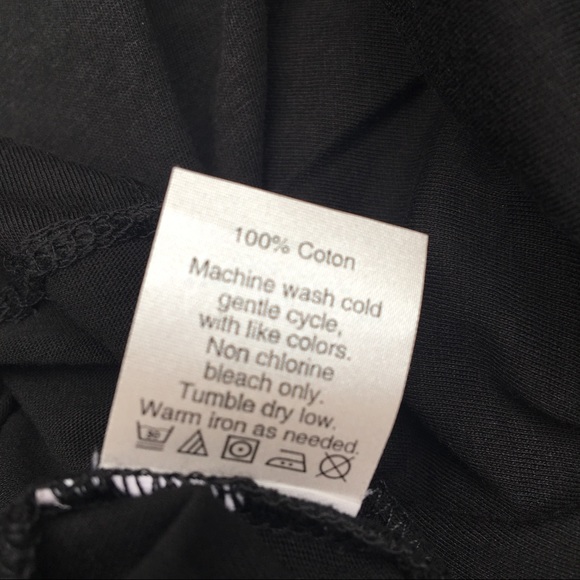 100% Coton
Machine wash cold
gentle cycle,
with like colors.
Non chlorine
bleach only.
Tumble dry low.
Warm iron as needed.